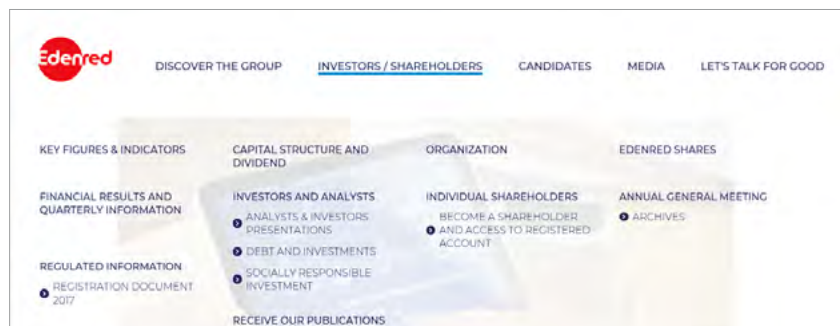 Edenred
DISCOVER THE GROUP
INVESTORS / SHAREHOLDERS
CANDIDATES
MEDIA
LET'S TALK FOR GOOD
KEY FIGURES & INDICATORS
FINANCIAL RESULTS AND
QUARTERLY INFORMATION
REGULATED INFORMATION
REGISTRATION DOCUMENT
2017
CAPITAL STRUCTURE AND
DIVIDEND
INVESTORS AND ANALYSTS
ANALYSTS & INVESTORS
PRESENTATIONS
DEBT AND INVESTMENTS
SOCIALLY RESPONSIBLE
INVESTMENT
RECEIVE OUR PUBLICATIONS
ORGANIZATION
INDIVIDUAL SHAREHOLDERS
BECOME A SHAREHOLDER
AND ACCESS TO REGISTERED
ACCOUNT
EDENRED SHARES
ANNUAL GENERAL MEETING
ARCHIVES